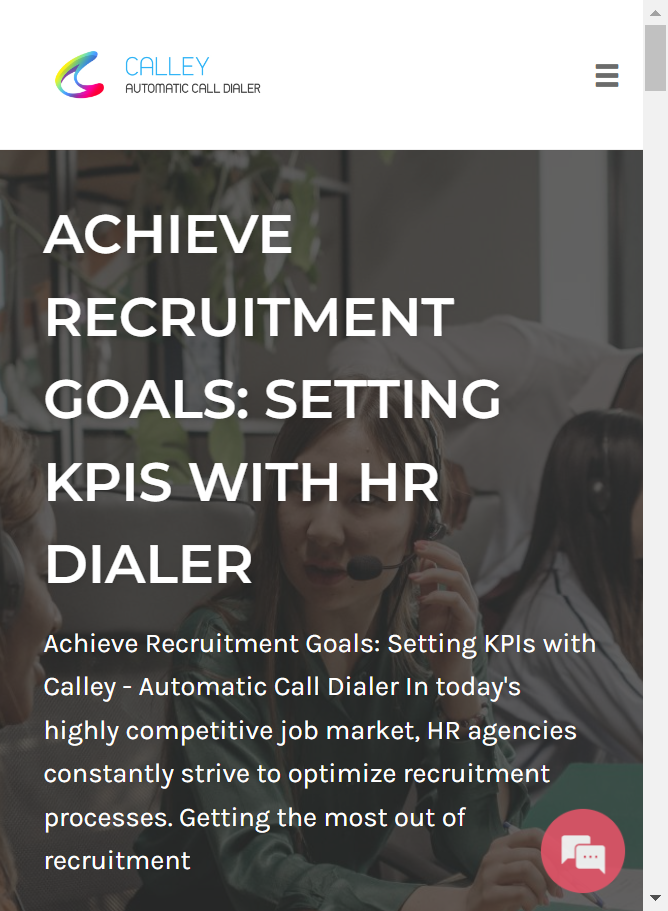 CALLEY
AUTOMATIC CALL DIALER
ACHIEVE
RECRUITMENT
GOALS: SETTING
KPIS WITH HR
DIALER
Achieve Recruitment Goals: Setting KPIs with
Calley - Automatic Call Dialer In today's
highly competitive job market, HR agencies
constantly strive to optimize recruitment
processes. Getting the most out of
recruitment